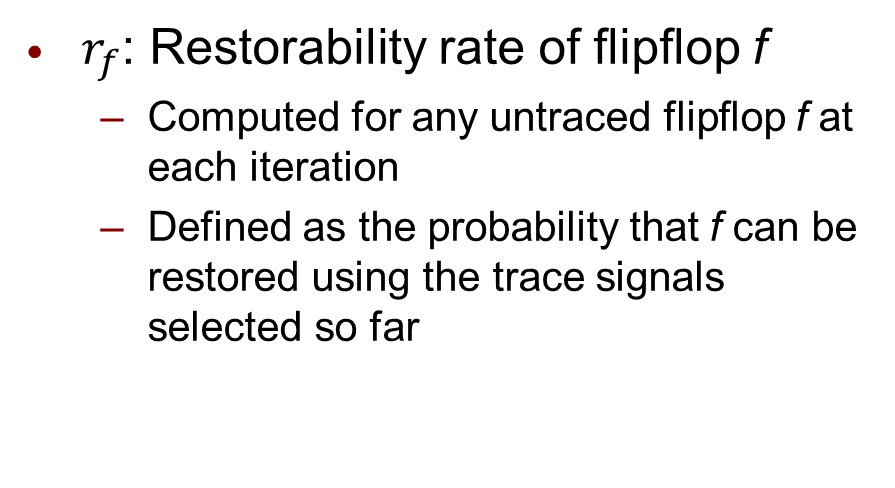 • r_f: Restorability rate of flipflop f
– Computed for any untraced flipflop f at
each iteration
– Defined as the probability that f can be
restored using the trace signals
selected so far